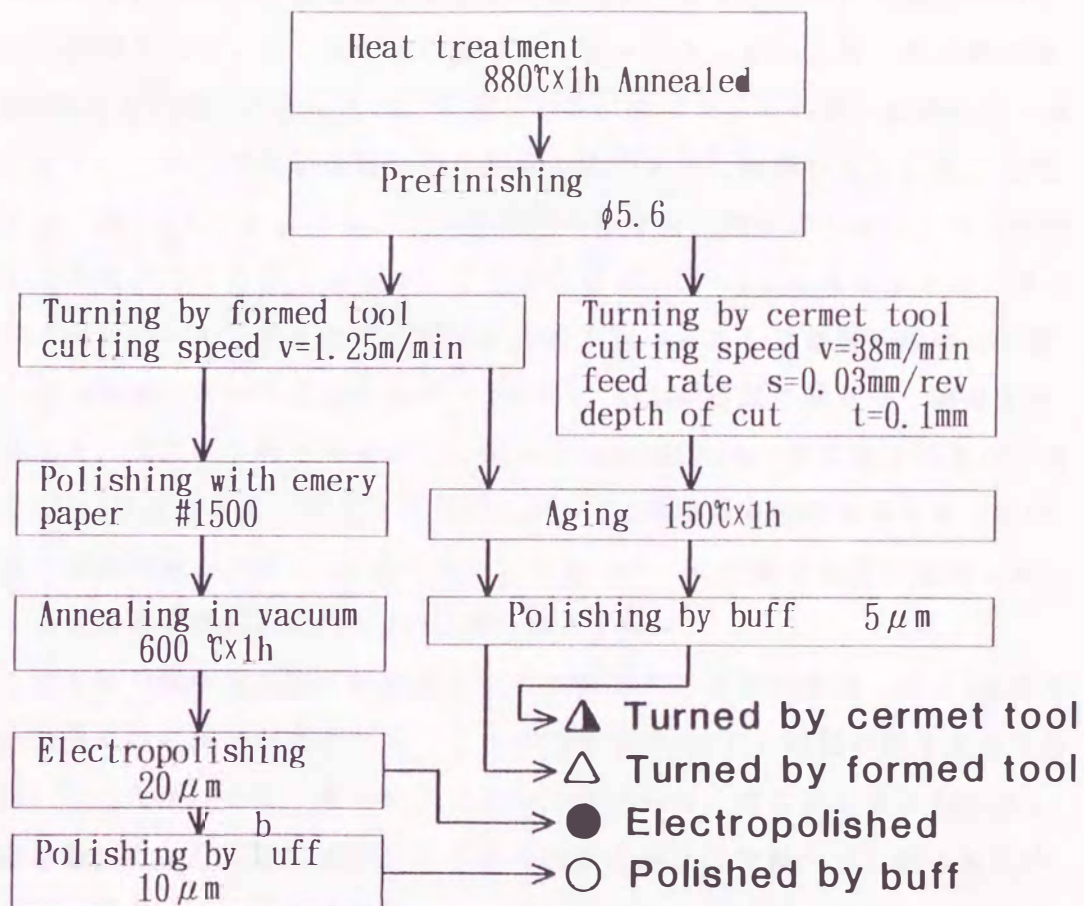 Heat treatment
880℃×1h Annealed
Prefinishing
φ5.6
Turning by formed tool
cutting speed v=1.25m/min
Turning by cermet tool
cutting speed v=38m/min
feed rate s=0.03mm/rev
depth of cut t=0.1mm
Polishing with emery
paper #1500
Aging 150℃×1h
Annealing in vacuum
600 ℃×1h
Polishing by buff 5μm
Turned by cermet tool
Turned by formed tool
Electropolishing
20μm
Electropolished
b
Polishing by uff
10μm
Polished by buff